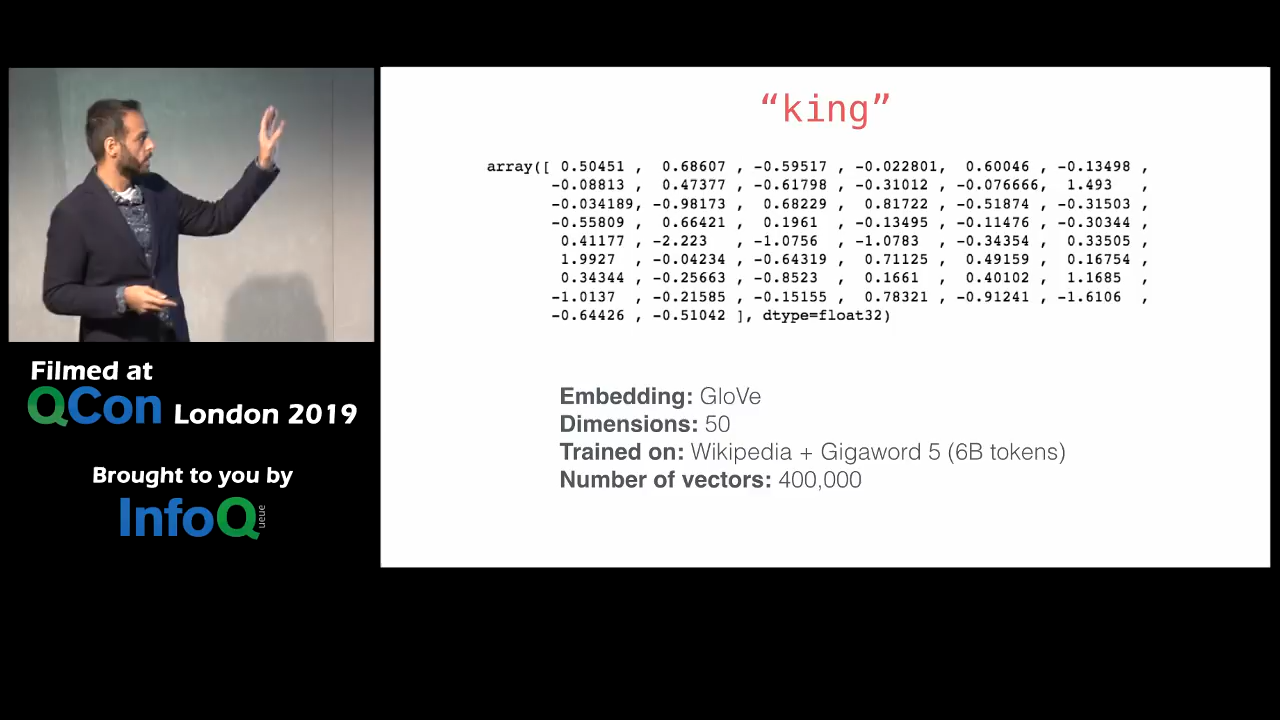 “king”
array([ 0.50451 , 0.68607 , -0.59517 , -0.022801, 0.60046 , -0.13498 ,
-0.08813 , 0.47377 , -0.61798 , -0.31012 , -0.076666, 1.493 ,
-0.034189, -0.98173 , 0.68229 , 0.81722 , -0.51874 , -0.31503 ,
-0.55809 , 0.66421 , 0.1961 , -0.13495 , -0.11476 , -0.30344 ,
0.41177 , -2.223 , -1.0756 , -1.0783 , -0.34354 , 0.33505 ,
1.9927 , -0.04234 , -0.64319 , 0.71125 , 0.49159 , 0.16754 ,
0.34344 , -0.25663 , -0.8523 , 0.1661 , 0.40102 , 1.1685 ,
-1.0137 , -0.21585 , -0.15155 , 0.78321 , -0.91241 , -1.6106 ,
-0.64426 , -0.51042 ], dtype=float32)
Embedding: GloVe
Dimensions: 50
Trained on: Wikipedia + Gigaword 5 (6B tokens)
Number of vectors: 400,000
Filmed at
QCon London 2019
Brought to you by
InfoQueue